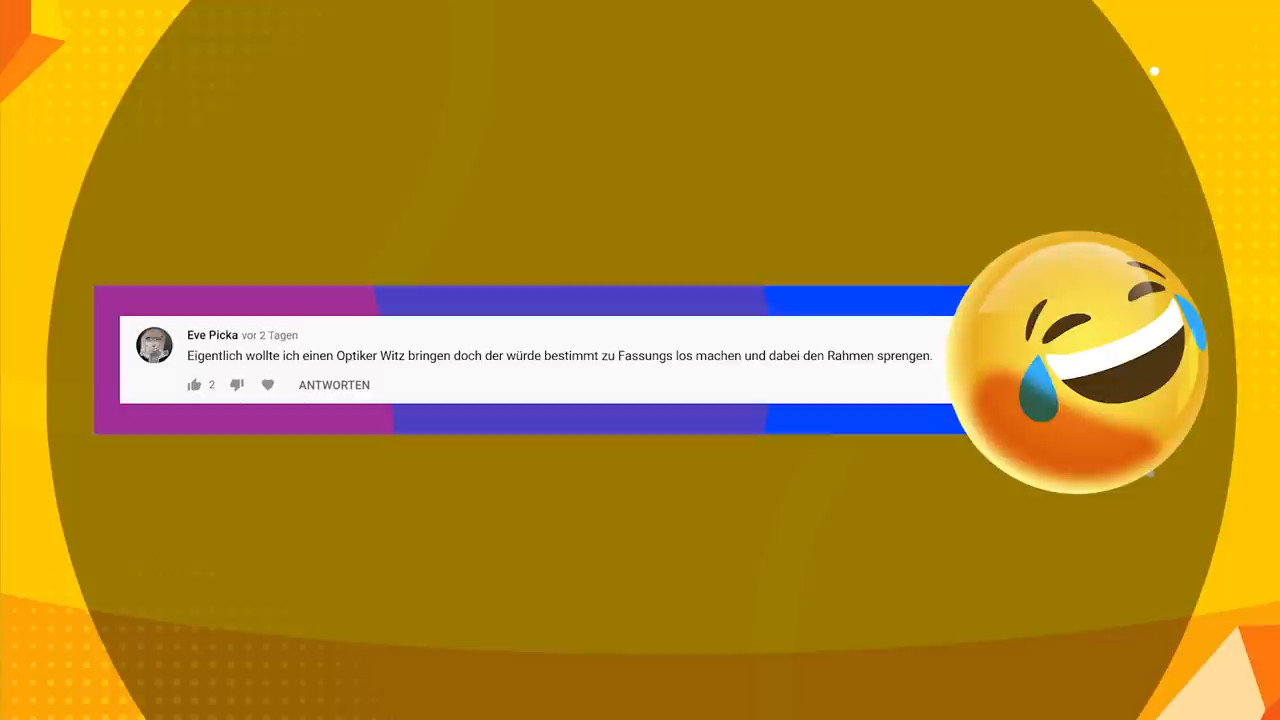 Eve Picka vor 2 Tagen
Eigentlich wollte ich einen Optiker Witz bringen doch der würde bestimmt zu Fassungs los machen und dabei den Rahmen sprengen.
2 ANTWORTEN